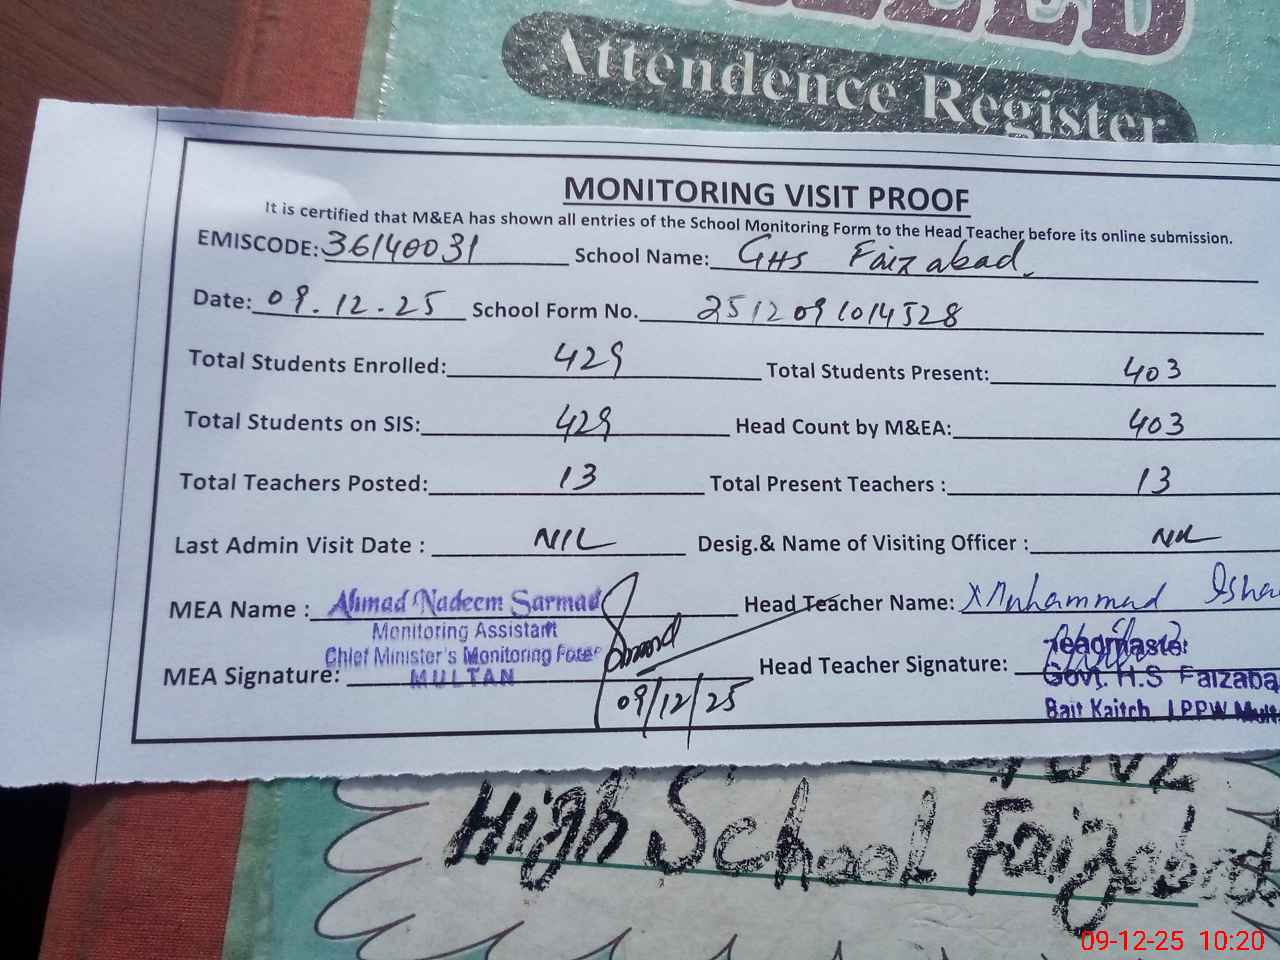 Attendence Register
MONITORING VISIT PROOF
It is certified that M&EA has shown all entries of the School Monitoring Form to the Head Teacher before its online submission.
EMISCODE: 36140031 School Name: GHS Faizabad
Date: 09.12.25 School Form No. 2512091014528
Total Students Enrolled: 429 Total Students Present: 403
Total Students on SIS: 429 Head Count by M&EA: 403
Total Teachers Posted: 13 Total Present Teachers : 13
Last Admin Visit Date : NIL Desig.& Name of Visiting Officer : NIL
MEA Name : Ahmad Nadeem Sarmad Head Teacher Name: Muhammad
Monitoring Assistant
Chief Minister's Monitoring Force
MULTAN
MEA Signature: Head Teacher Signature:
09/12/25
Headmaster
Govt. H.S Faizaba
Bait Kaitch
High School Faizabad
09-12-25 10:20